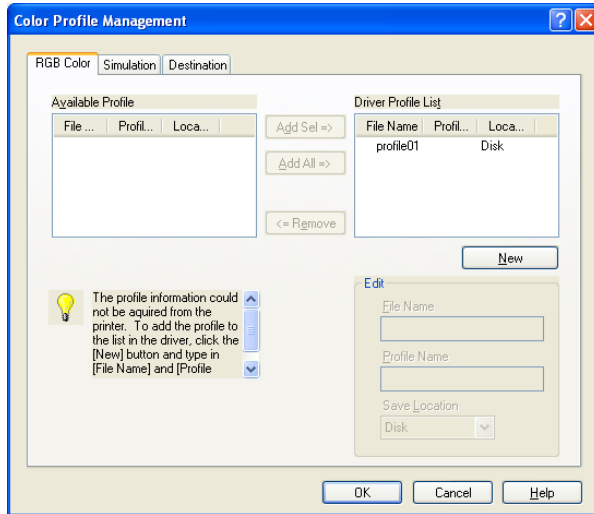 Color Profile Management
RGB Color Simulation Destination
Available Profile
File ... Profil... Loca...
Add Sel =>
Add All =>
<= Remove
Driver Profile List
File Name Profil... Loca...
profile01 Disk
New
The profile information could
not be aquired from the
printer. To add the profile to
the list in the driver, click the
[New] button and type in
[File Name] and [Profile
Edit
File Name
Profile Name
Save Location
Disk
OK Cancel Help